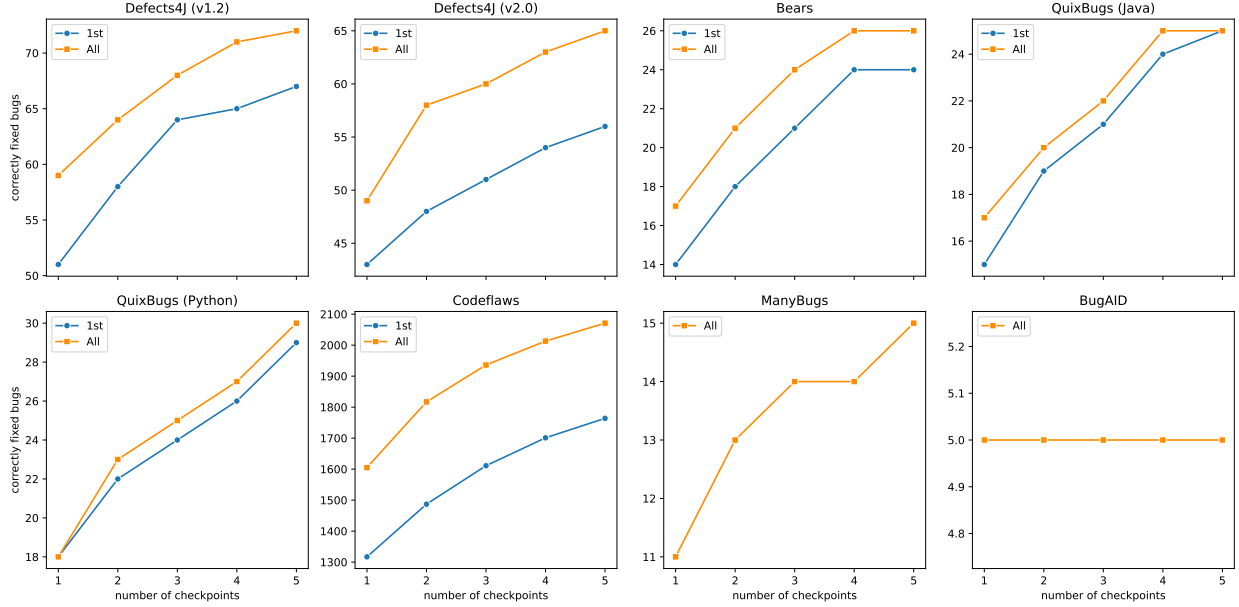 Defects4J (v1.2)
1st
All
70
65
60
55
50
correctly fixed bugs
Defects4J (v2.0)
1st
All
65
60
55
50
45
Bears
1st
All
26
24
22
20
18
16
14
QuixBugs (Java)
1st
All
24
22
20
18
16
QuixBugs (Python)
1st
All
30
28
26
24
22
20
18
correctly fixed bugs
1 2 3 4 5
number of checkpoints
Codeflaws
1st
All
2100
2000
1900
1800
1700
1600
1500
1400
1300
1 2 3 4 5
number of checkpoints
ManyBugs
All
15
14
13
12
11
1 2 3 4 5
number of checkpoints
BugAID
All
5.2
5.1
5.0
4.9
4.8
1 2 3 4 5
number of checkpoints